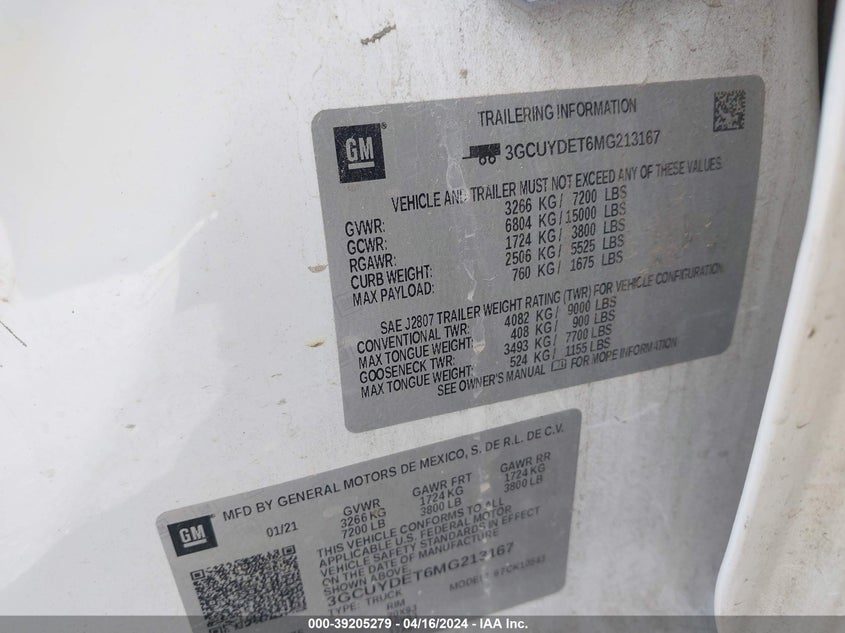 TRAILERING INFORMATION
GM
3GCUYDET6MG213167
VEHICLE AND TRAILER MUST NOT EXCEED ANY OF THESE VALUES
GVWR: 3266 KG/ 7200 LBS
GCWR: 6804 KG/15000 LBS
RGAWR: 1724 KG/ 3800 LBS
CURB WEIGHT: 2506 KG/ 5525 LBS
MAX PAYLOAD: 760 KG/ 1675 LBS
SAE J2807 TRAILER WEIGHT RATING (TWR) FOR VEHICLE CONFIGURATION
CONVENTIONAL TWR: 4082 KG/ 9000 LBS
MAX TONGUE WEIGHT: 408 KG/ 900 LBS
GOOSENECK TWR: 3493 KG/ 7700 LBS
MAX TONGUE WEIGHT: 524 KG/ 1155 LBS
SEE OWNER'S MANUAL FOR MORE INFORMATION
MFD BY GENERAL MOTORS DE MEXICO, S. DE R.L. DE C.V.
GM
01/21 GVWR GAWR FRT GAWR RR
3266 KG 1724 KG 1724 KG
7200 LB 3800 LB 3800 LB
THIS VEHICLE CONFORMS TO ALL
APPLICABLE U.S. FEDERAL MOTOR
VEHICLE SAFETY STANDARDS IN EFFECT
ON THE DATE OF MANUFACTURE
SHOWN ABOVE.
3GCUYDET6MG213167
TYPE: TRUCK MODEL:
RIM
000-39205279 - 04/16/2024 - IAA Inc.